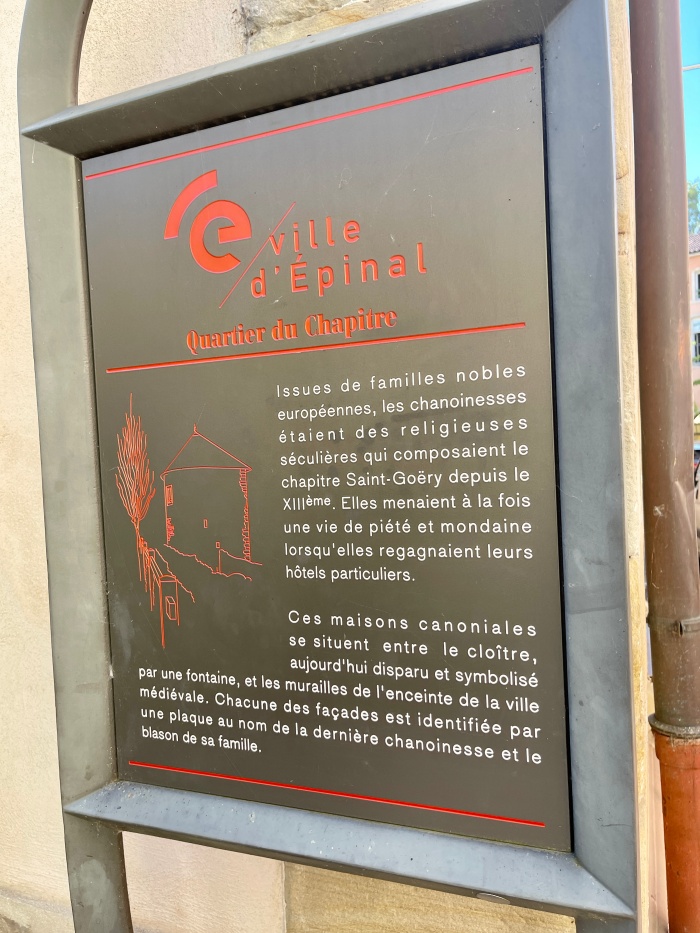 ville
d'Épinal
Quartier du Chapitre
Issues de familles nobles
européennes, les chanoinesses
étaient des religieuses
séculières qui composaient le
chapitre Saint-Goëry depuis le
XIIIème. Elles menaient à la fois
une vie de piété et mondaine
lorsqu'elles regagnaient leurs
hôtels particuliers.
Ces maisons canoniales
se situent entre le cloître,
aujourd'hui disparu et symbolisé
par une fontaine, et les murailles de l'enceinte de la ville
médiévale. Chacune des façades est identifiée par
une plaque au nom de la dernière chanoinesse et le
blason de sa famille.